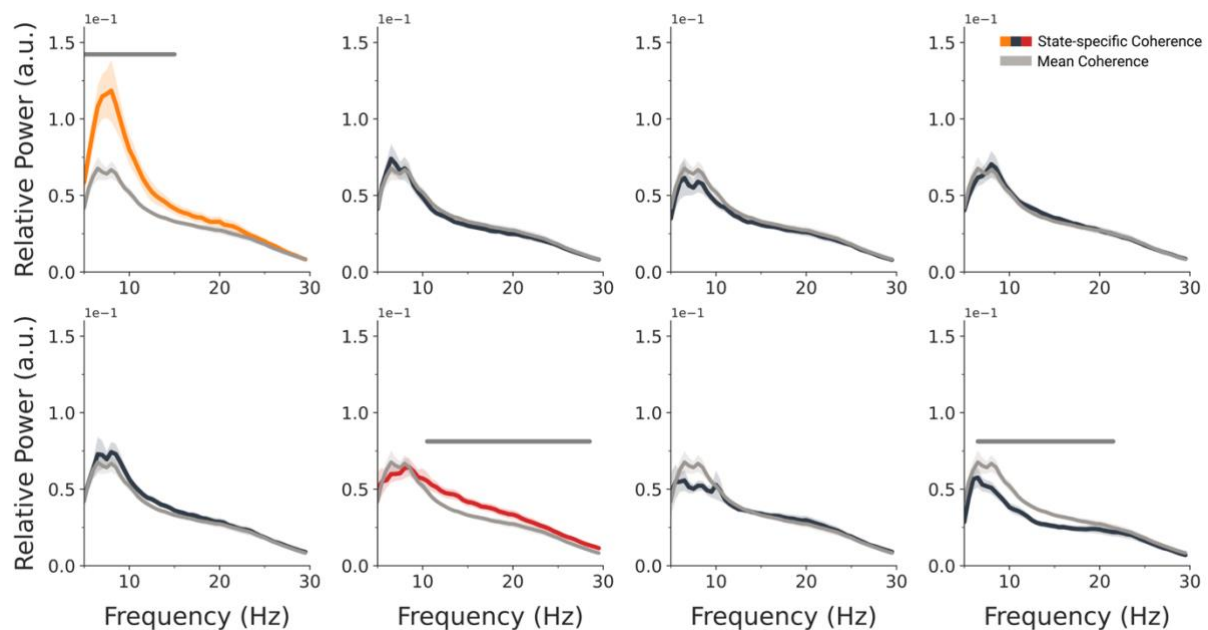 1e-1 1e-1 1e-1 1e-1
Relative Power (a.u.)
1.5 1.5 1.5 1.5
State-specific Coherence
Mean Coherence
1.0 1.0 1.0 1.0
0.5 0.5 0.5 0.5
0.0 0.0 0.0 0.0
10 20 30 10 20 30 10 20 30 10 20 30
1e-1 1e-1 1e-1 1e-1
Relative Power (a.u.)
1.5 1.5 1.5 1.5
1.0 1.0 1.0 1.0
0.5 0.5 0.5 0.5
0.0 0.0 0.0 0.0
10 20 30 10 20 30 10 20 30 10 20 30
Frequency (Hz) Frequency (Hz) Frequency (Hz) Frequency (Hz)